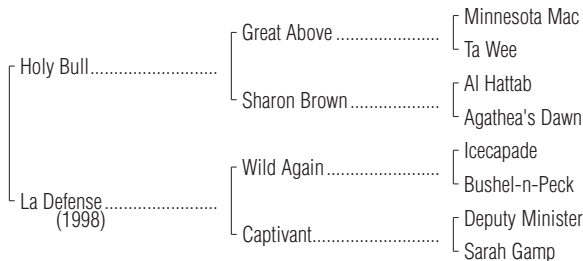 Minnesota Mac
Great Above
Ta Wee
Holy Bull
Al Hattab
Sharon Brown
Agathea's Dawn
Icecapade
Wild Again
Bushel-n-Peck
La Defense
(1998)
Deputy Minister
Captivant
Sarah Gamp